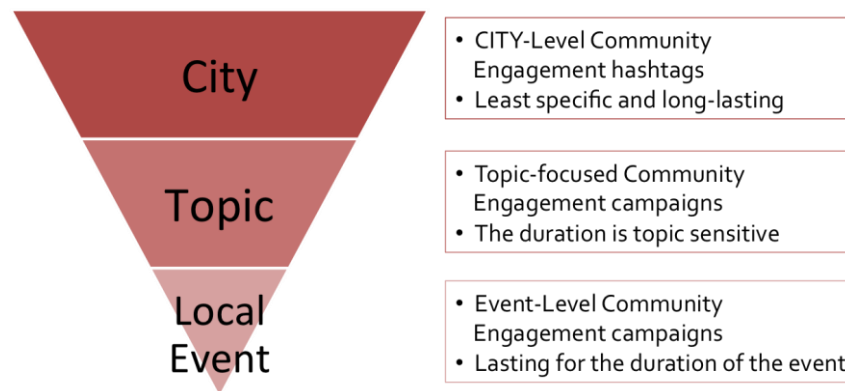 City
• CITY-Level Community
Engagement hashtags
• Least specific and long-lasting
Topic
• Topic-focused Community
Engagement campaigns
• The duration is topic sensitive
Local
Event
• Event-Level Community
Engagement campaigns
• Lasting for the duration of the event